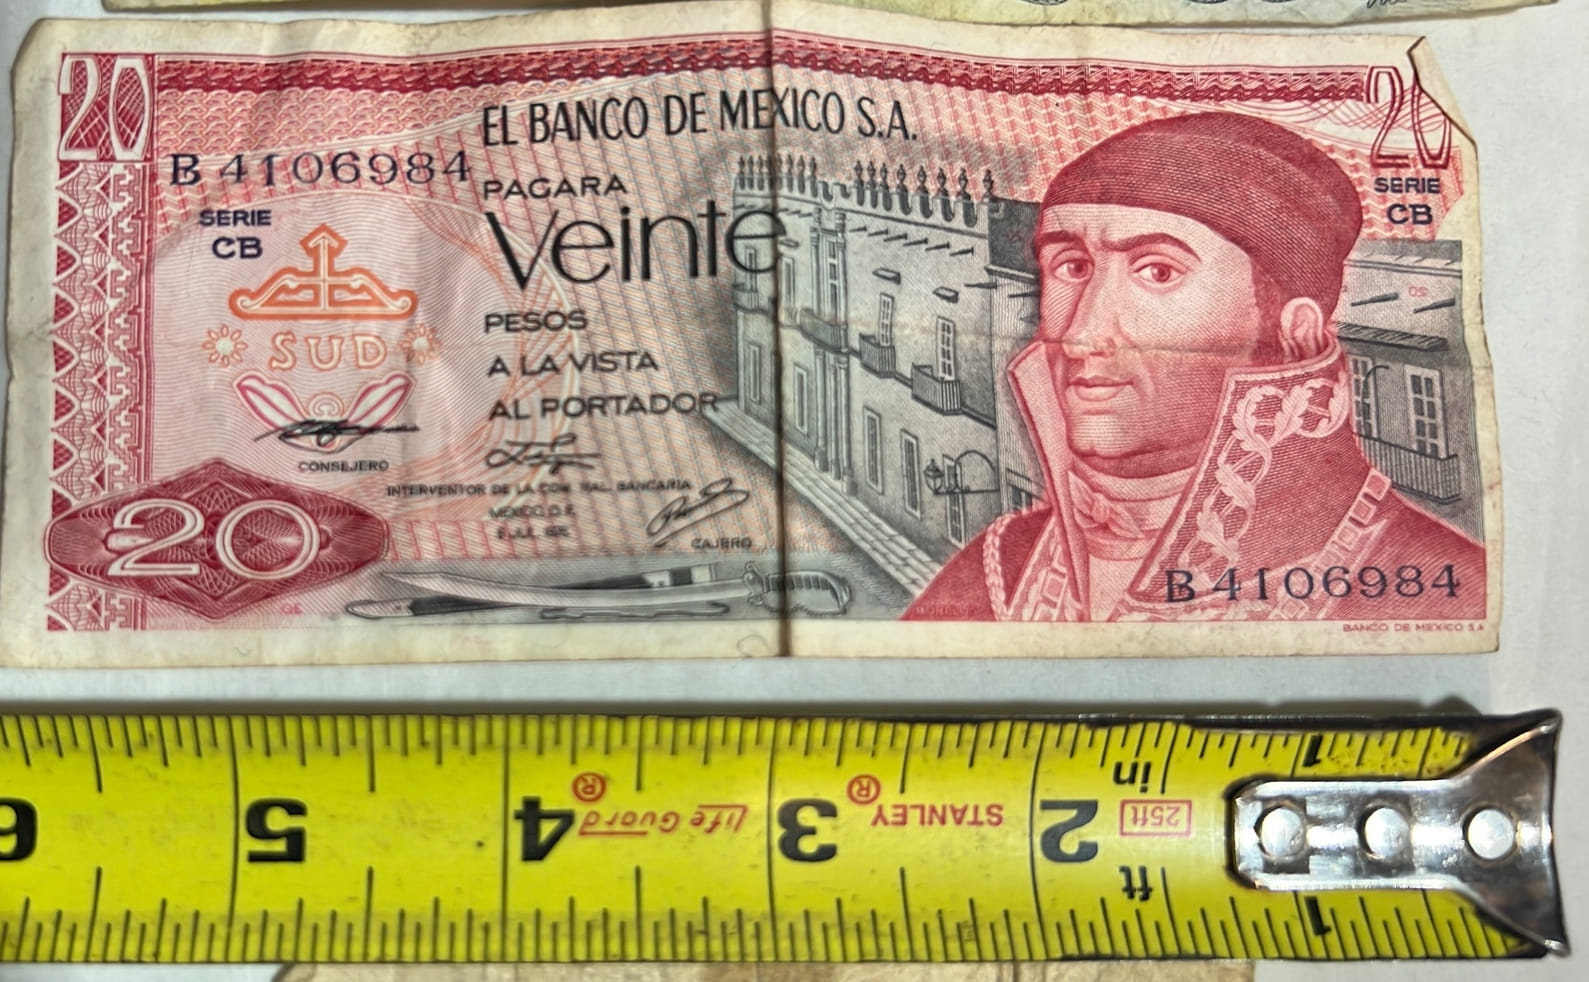 20
20
EL BANCO DE MEXICO S.A.
B 4106984
PAGARA
SERIE
CB
SERIE
CB
Veinte
PESOS
SUD
A LA VISTA
AL PORTADOR
CONSEJERO
INTERVENTOR DE LA COM. NAL. BANCARIA
MEXICO, D.F.
CAJERO
20
B 4106984
BANCO DE MEXICO S.A.
1
in
6
5
4
Life Guard ®
3
STANLEY ®
2
25ft
ft
1